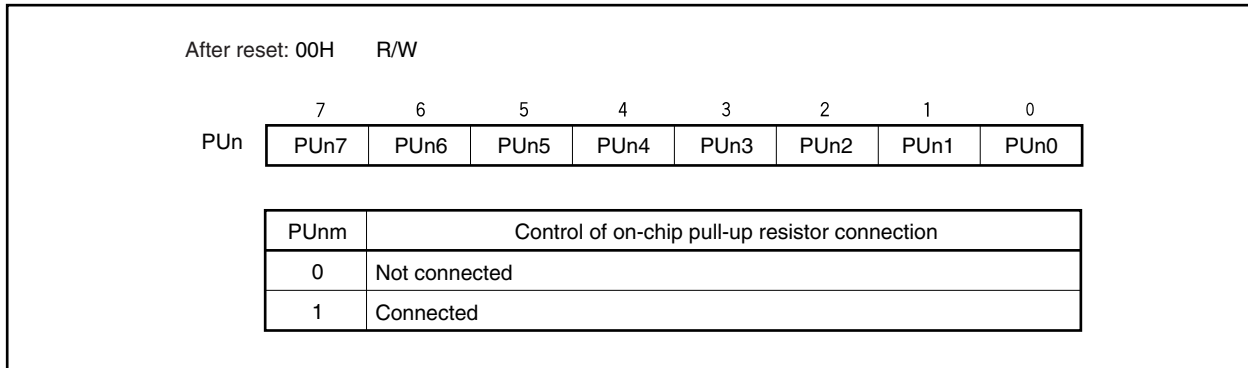 After reset: 00H R/W
7 6 5 4 3 2 1 0
PUn PUn7 PUn6 PUn5 PUn4 PUn3 PUn2 PUn1 PUn0
PUnm Control of on-chip pull-up resistor connection
0 Not connected
1 Connected